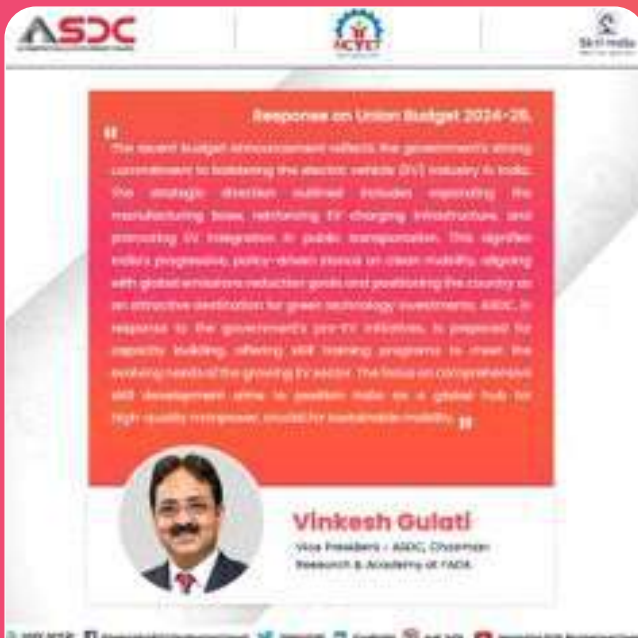 ASDC
NCVET
Skill India
Response on Union Budget 2024-25.
"
The recent budget announcement reflects the government's strong
commitment to bolstering the electric vehicle (EV) industry in India.
The strategic direction outlined includes expanding the
manufacturing base, reinforcing EV charging infrastructure, and
promoting EV integration in public transportation. This signifies
India's progressive, policy-driven stance on clean mobility, aligning
with global emissions reduction goals and positioning the country as
an attractive destination for green technology investments. ASDC, in
response to the government's pro-EV initiatives, is prepared for
capacity building, offering skill training programs to meet the
evolving needs of the growing EV sector. The focus on comprehensive
skill development aims to position India as a global hub for
high-quality manpower, crucial for sustainable mobility. "
Vinkesh Gulati
Vice President - ASDC, Chairman
Research & Academy at FADA